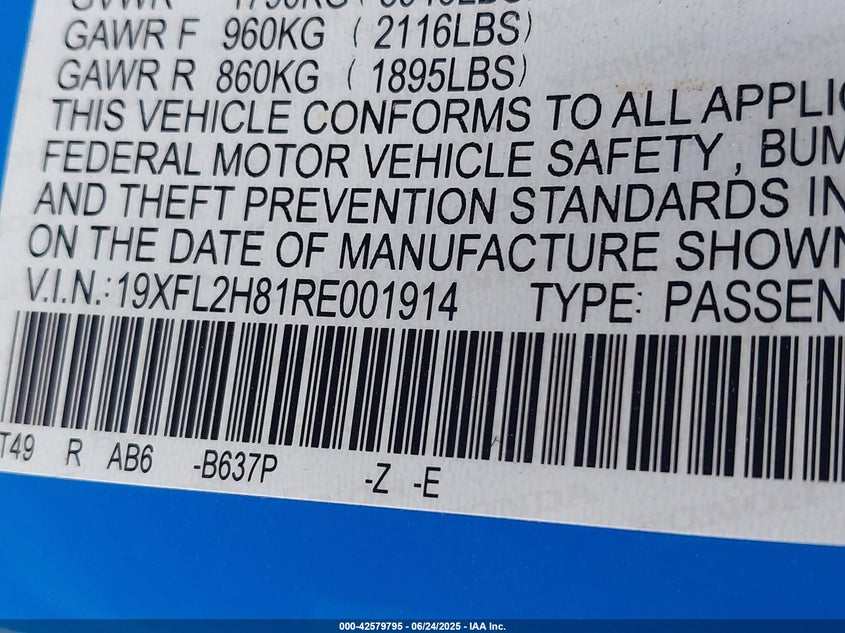 GAWR F 960KG ( 2116LBS)
GAWR R 860KG ( 1895LBS)
THIS VEHICLE CONFORMS TO ALL APPLIC
FEDERAL MOTOR VEHICLE SAFETY , BUM
AND THEFT PREVENTION STANDARDS IN
ON THE DATE OF MANUFACTURE SHOWN
V.I.N.: 19XFL2H81RE001914 TYPE: PASSEN
T49 R AB6 -B637P -Z -E
000-42579795 - 06/24/2025 - IAA Inc.